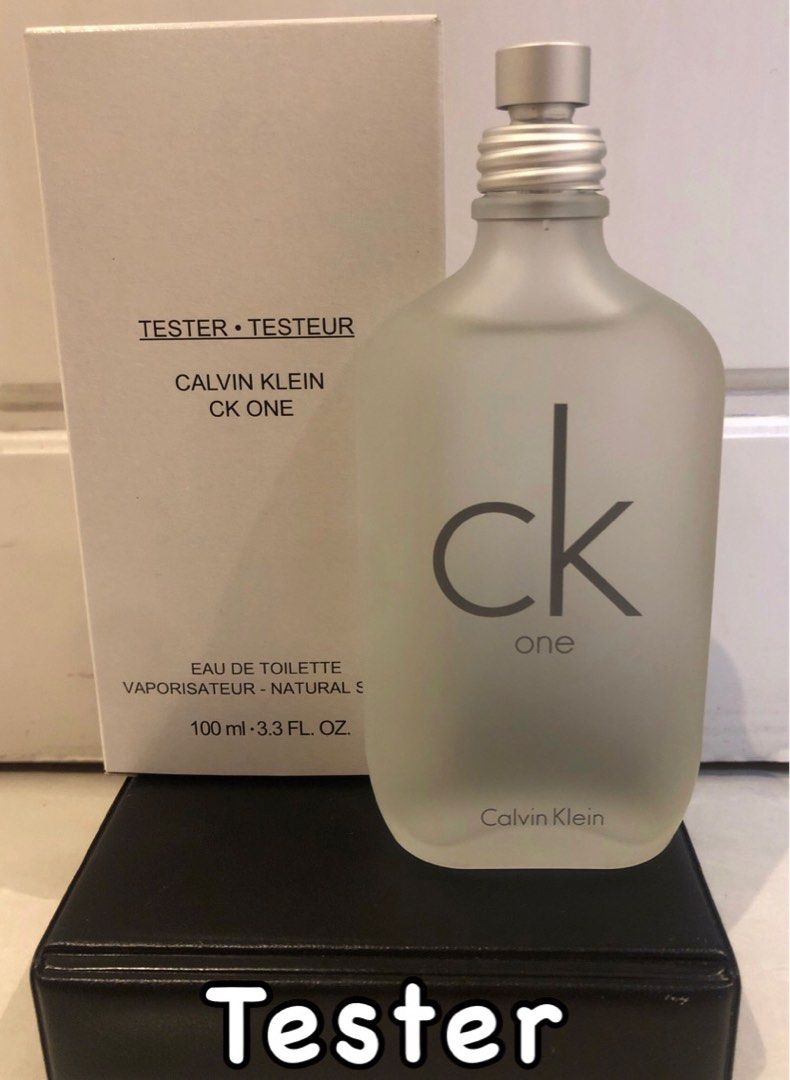 TESTER • TESTEUR
CALVIN KLEIN
CK ONE
EAU DE TOILETTE
VAPORISATEUR - NATURAL S
100 ml • 3.3 FL. OZ.
ck
one
Calvin Klein
Tester